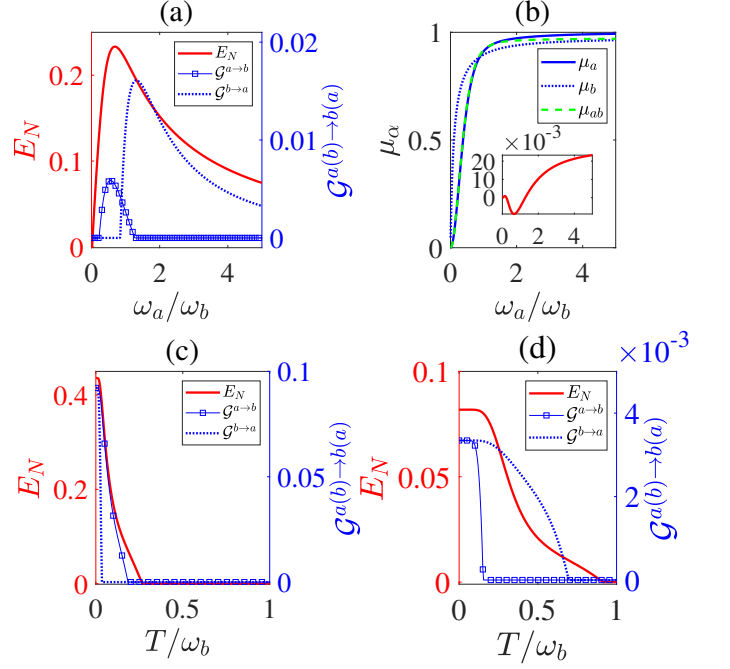 (a)
E_N
𝒢^{a→b}
𝒢^{b→a}
0.2
0.1
0
E_N
0.02
0.01
0
𝒢^{a(b)→b(a)}
0 2 4
ω_a/ω_b
(b)
μ_a
μ_b
μ_{ab}
1
0.5
0
μ_α
×10^{-3}
20
10
0
0 2 4
0 2 4
ω_a/ω_b
(c)
E_N
𝒢^{a→b}
𝒢^{b→a}
0.4
0.2
0
E_N
0.1
0.05
0
𝒢^{a(b)→b(a)}
0 0.5 1
T/ω_b
(d)
×10^{-3}
E_N
𝒢^{a→b}
𝒢^{b→a}
0.1
0.05
0
E_N
4
2
0
𝒢^{a(b)→b(a)}
0 0.5 1
T/ω_b